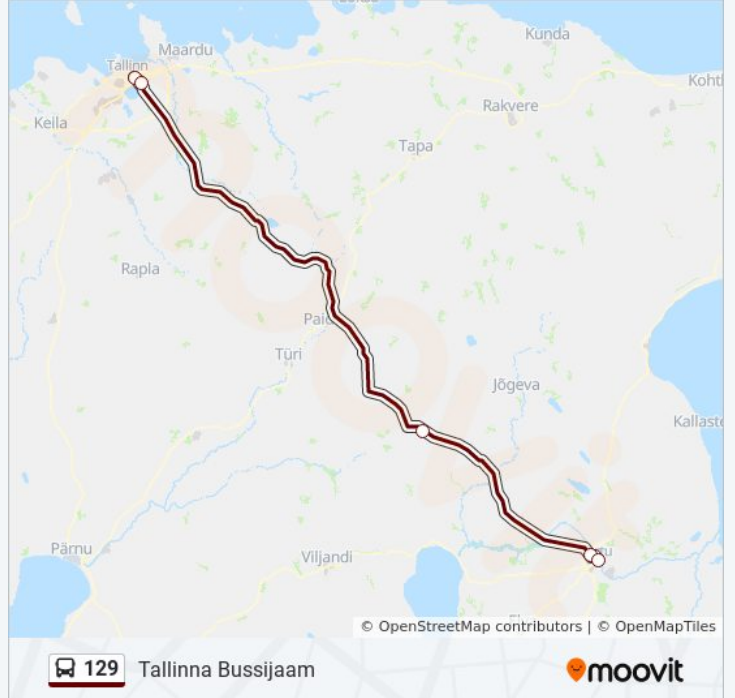 Maardu
Kunda
Tallinn
Kohtl
Rakvere
Keila
Tapa
Rapla
Paid
Türi
Jõgeva
Kallaste
Pärnu
Viljandi
© OpenStreetMap contributors | © OpenMapTiles
129 Tallinna Bussijaam
moovit